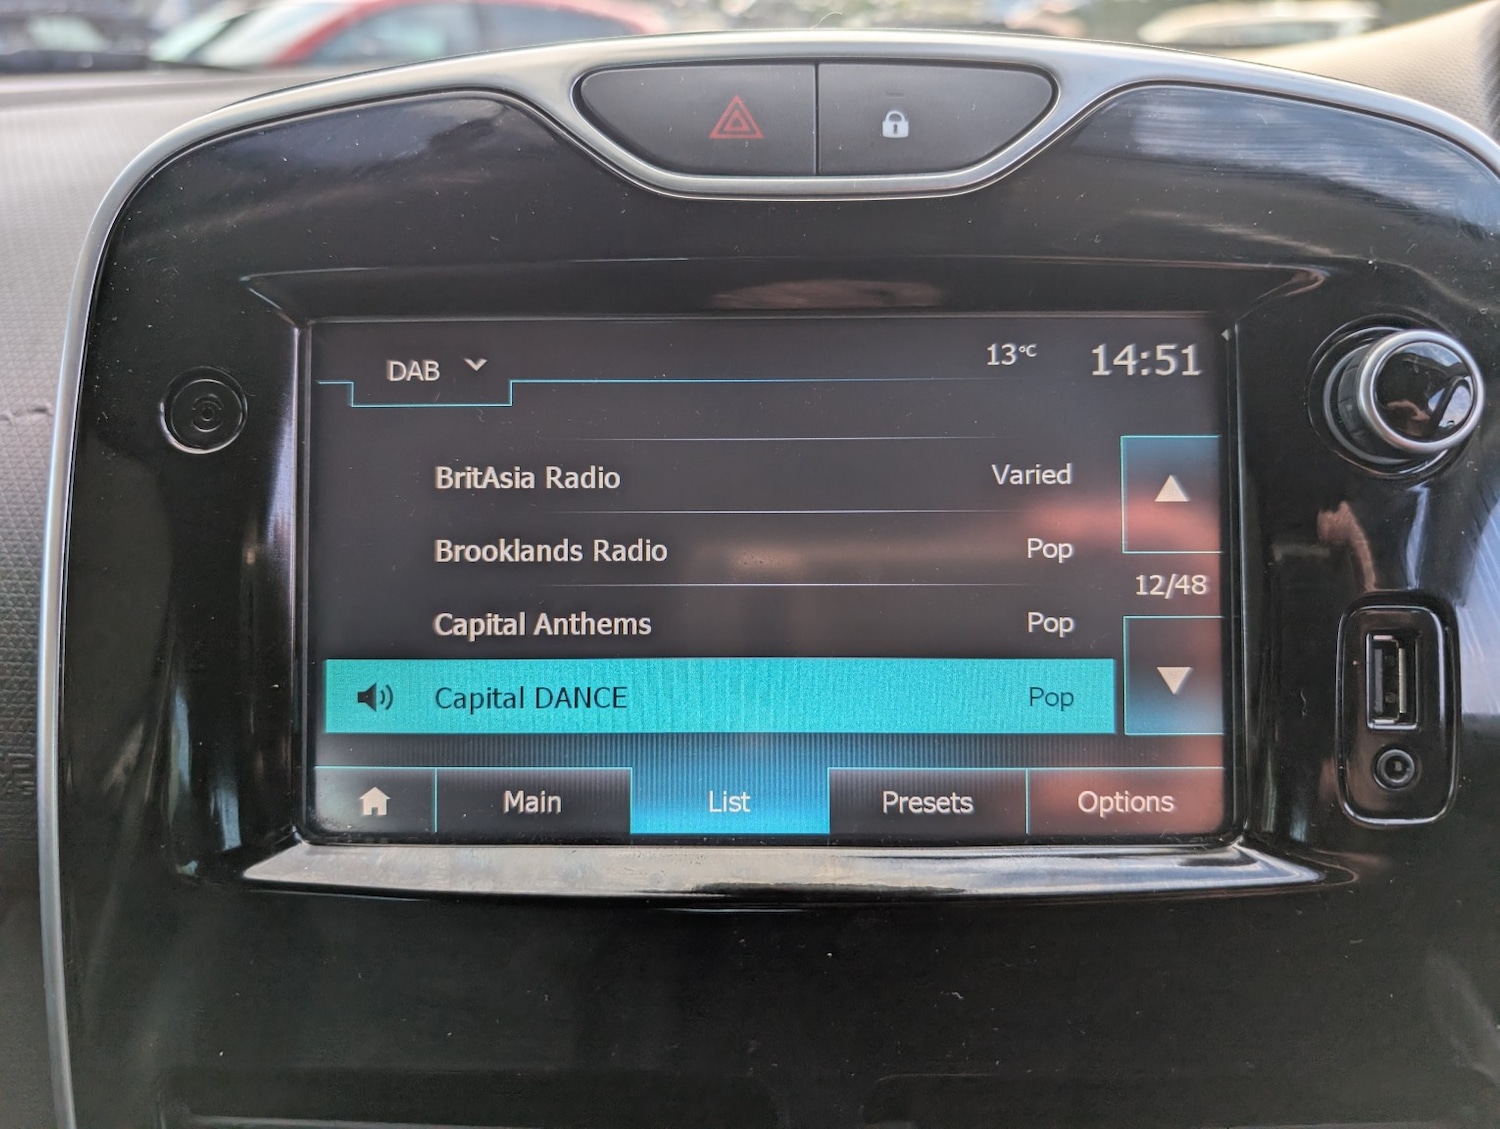 DAB 13°C 14:51
BritAsia Radio Varied
Brooklands Radio Pop
12/48
Capital Anthems Pop
Capital DANCE Pop
Main List Presets Options